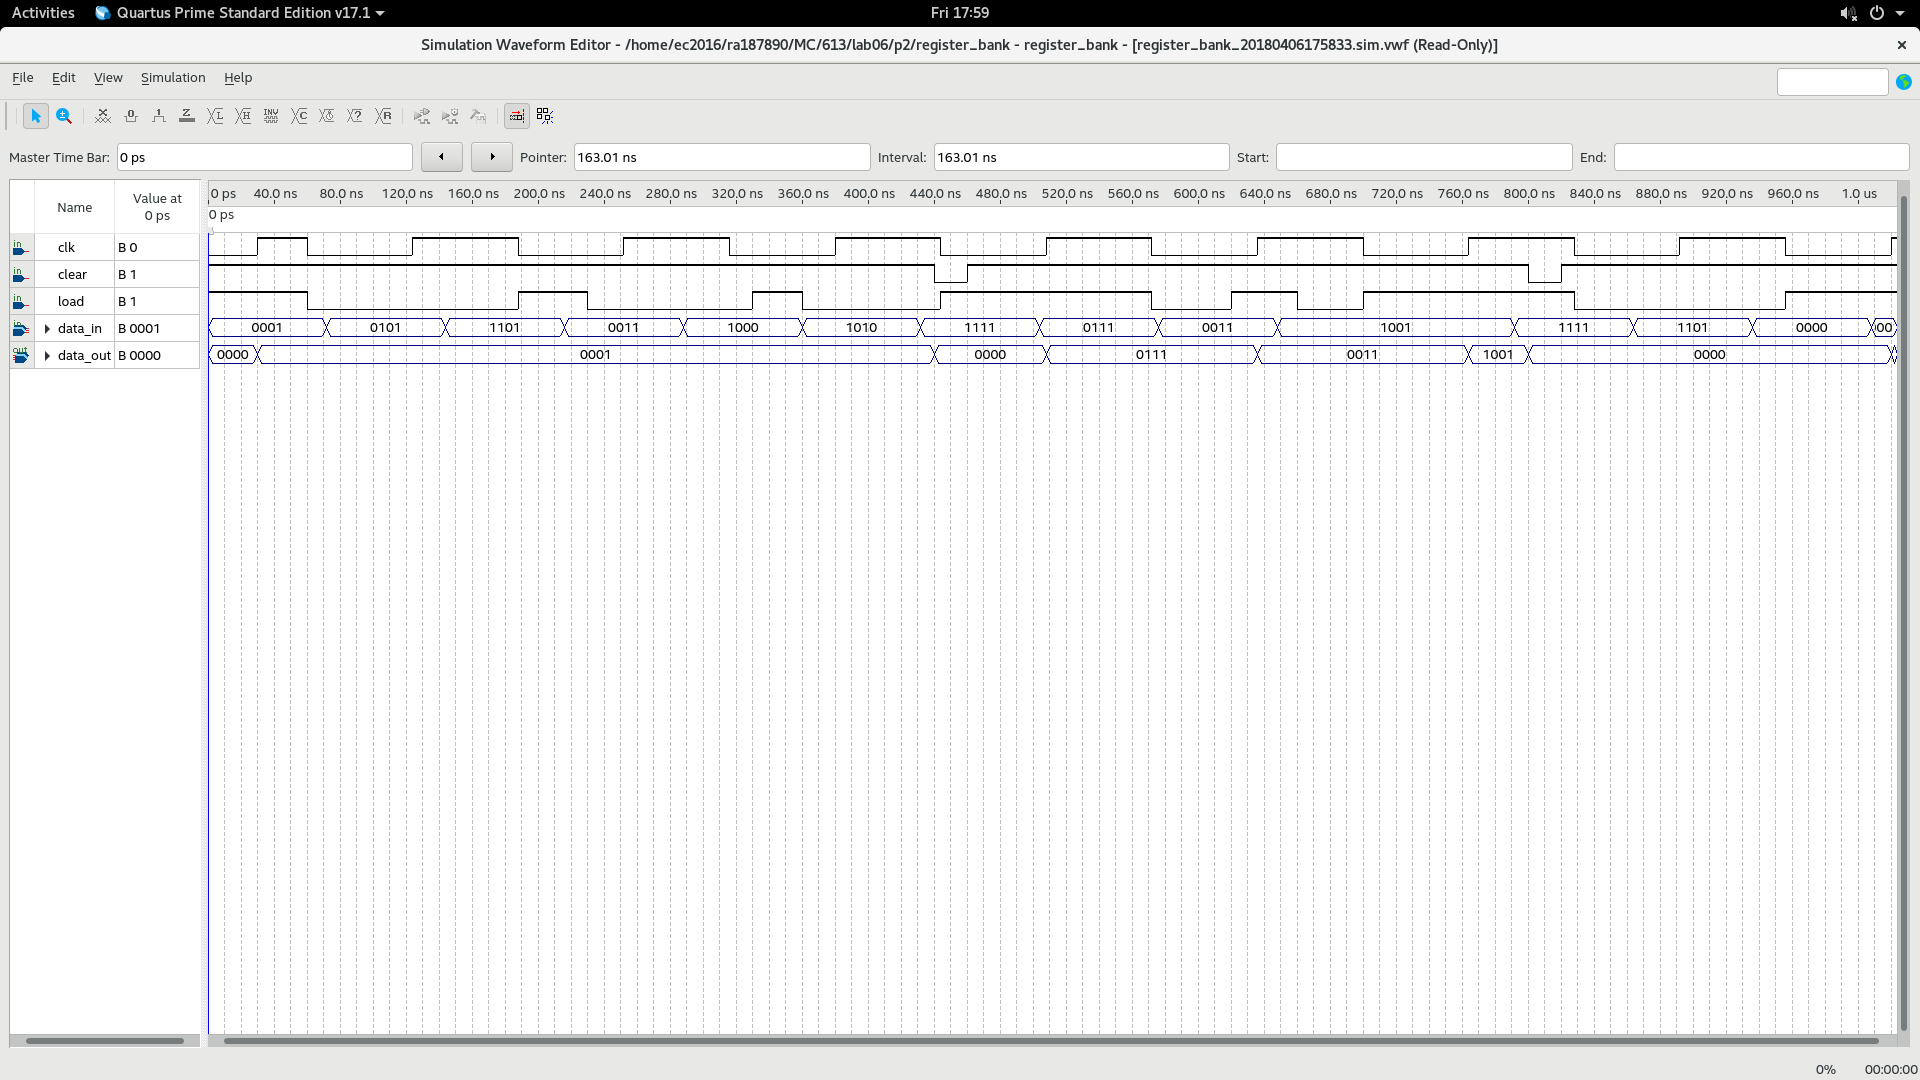 Activities Quartus Prime Standard Edition v17.1 Fri 17:59
Simulation Waveform Editor - /home/ec2016/ra187890/MC/613/lab06/p2/register_bank - register_bank - [register_bank_20180406175833.sim.vwf (Read-Only)]
File Edit View Simulation Help
Master Time Bar: 0 ps Pointer: 163.01 ns Interval: 163.01 ns Start: End:
Name Value at 0 ps
0 ps 40.0 ns 80.0 ns 120.0 ns 160.0 ns 200.0 ns 240.0 ns 280.0 ns 320.0 ns 360.0 ns 400.0 ns 440.0 ns 480.0 ns 520.0 ns 560.0 ns 600.0 ns 640.0 ns 680.0 ns 720.0 ns 760.0 ns 800.0 ns 840.0 ns 880.0 ns 920.0 ns 960.0 ns 1.0 us
0 ps
in clk B 0
in clear B 1
in load B 1
in data_in B 0001 0001 0101 1101 0011 1000 1010 1111 0111 0011 1001 1111 1101 0000 00
out data_out B 0000 0000 0001 0000 0111 0011 1001 0000
0% 00:00:00